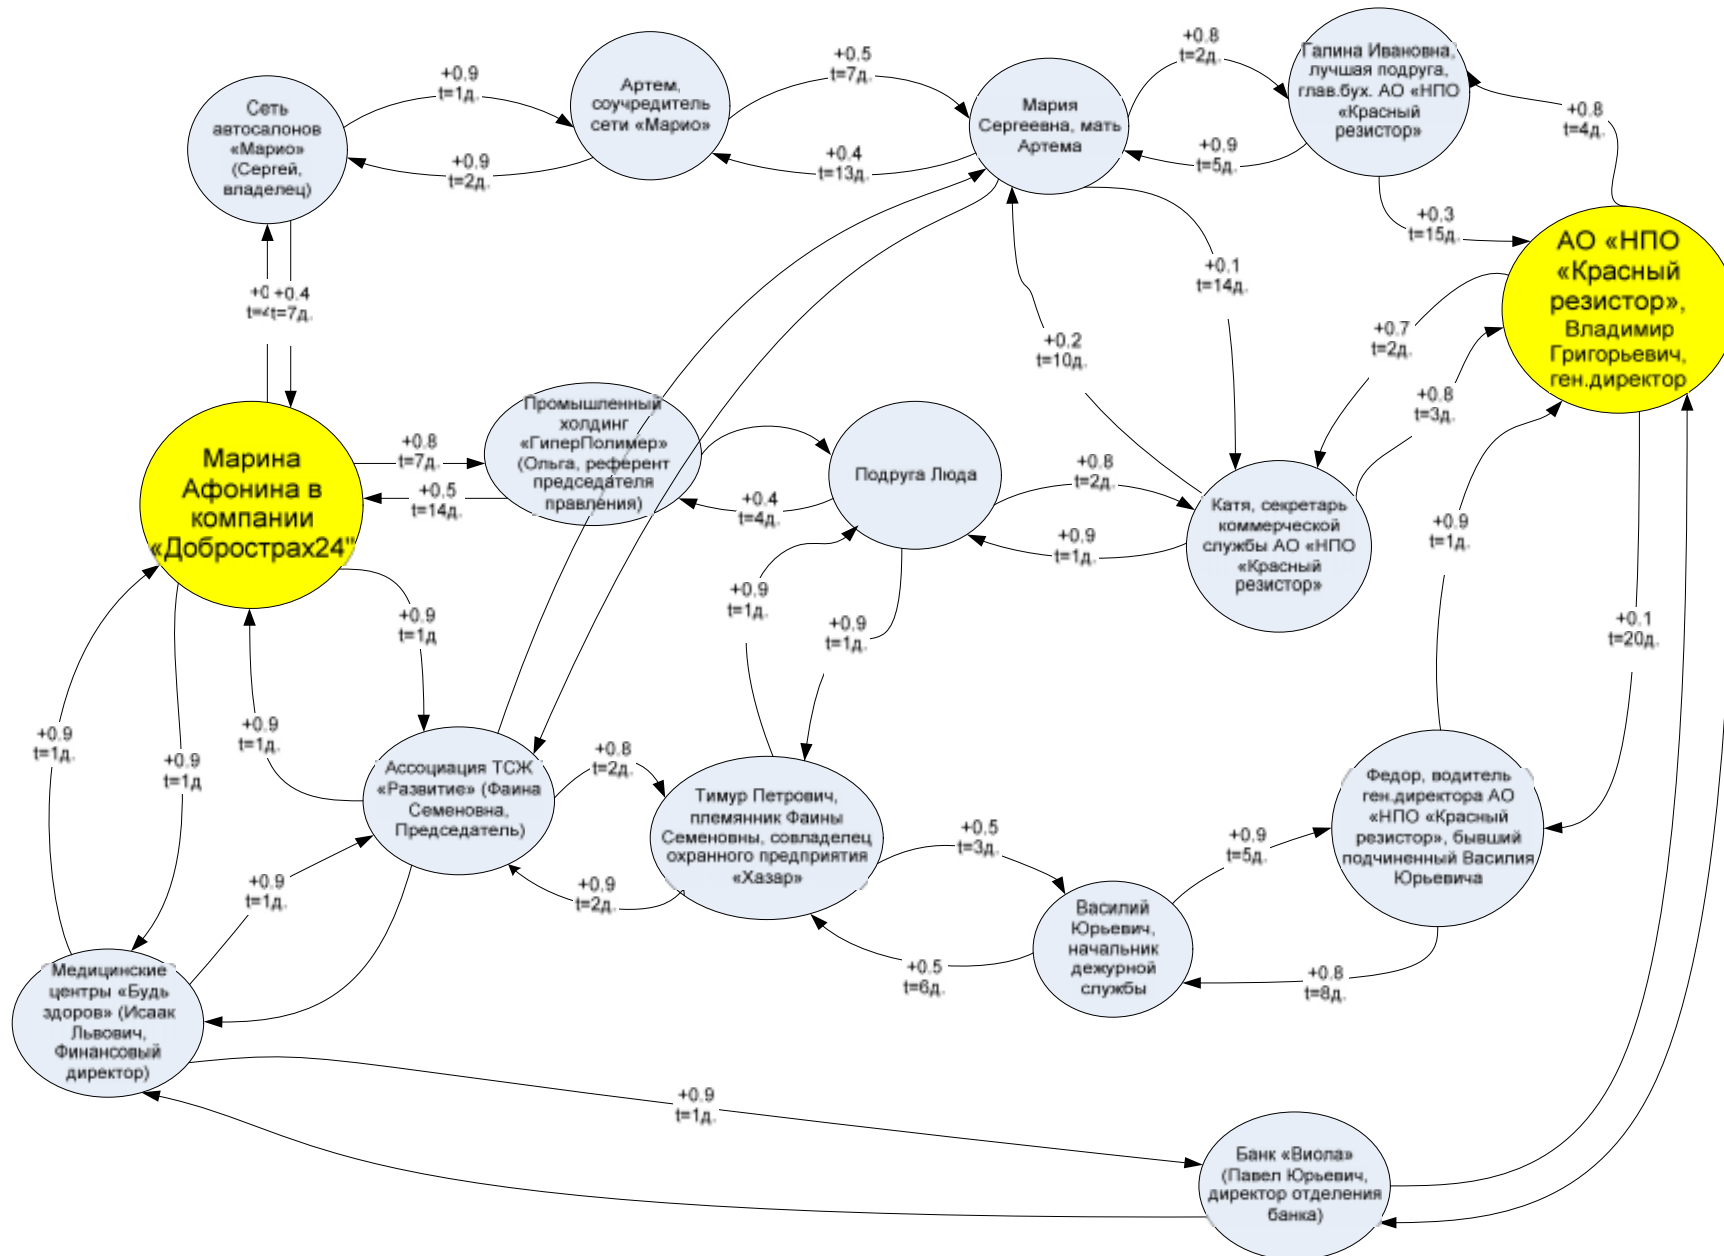 +0.8
t=2д.
Галина Ивановна,
лучшая подруга,
глав.бух. АО «НПО
«Красный
резистор»
+0.9
t=1д.
Артем,
соучредитель
сети «Марио»
+0.5
t=7д.
Мария
Сергеевна, мать
Артема
+0.8
t=4д.
Сеть
автосалонов
«Марио»
(Сергей,
владелец)
+0.9
t=2д.
+0.4
t=13д.
+0.9
t=5д.
+0.3
t=15д.
АО «НПО
«Красный
резистор»,
Владимир
Григорьевич,
ген.директор
+0.1
t=14д.
+0.4
t=7д.
+0.2
t=10д.
+0.7
t=2д.
+0.8
t=3д.
Марина
Афонина в
компании
«Добрострах24"
+0.8
t=7д.
+0.5
t=14д.
Промышленный
холдинг
«ГиперПолимер»
(Ольга, референт
председателя
правления)
+0.4
t=4д.
Подруга Люда
+0.8
t=2д.
+0.9
t=1д.
Катя, секретарь
коммерческой
службы АО «НПО
«Красный
резистор»
+0.9
t=1д.
+0.9
t=1д
+0.9
t=1д.
+0.9
t=1д.
+0.1
t=20д.
+0.9
t=1д.
+0.9
t=1д
+0.9
t=1д.
Ассоциация ТСЖ
«Развитие» (Фаина
Семеновна,
Председатель)
+0.8
t=2д.
Тимур Петрович,
племянник Фаины
Семеновны, совладелец
охранного предприятия
«Хазар»
+0.5
t=3д.
+0.9
t=5д.
Федор, водитель
ген.директора АО
«НПО «Красный
резистор», бывший
подчиненный Василия
Юрьевича
+0.9
t=1д.
+0.9
t=2д.
Василий
Юрьевич,
начальник
дежурной
службы
+0.5
t=6д.
+0.8
t=8д.
Медицинские
центры «Будь
здоров» (Исаак
Львович,
Финансовый
директор)
+0.9
t=1д.
Банк «Виола»
(Павел Юрьевич,
директор отделения
банка)